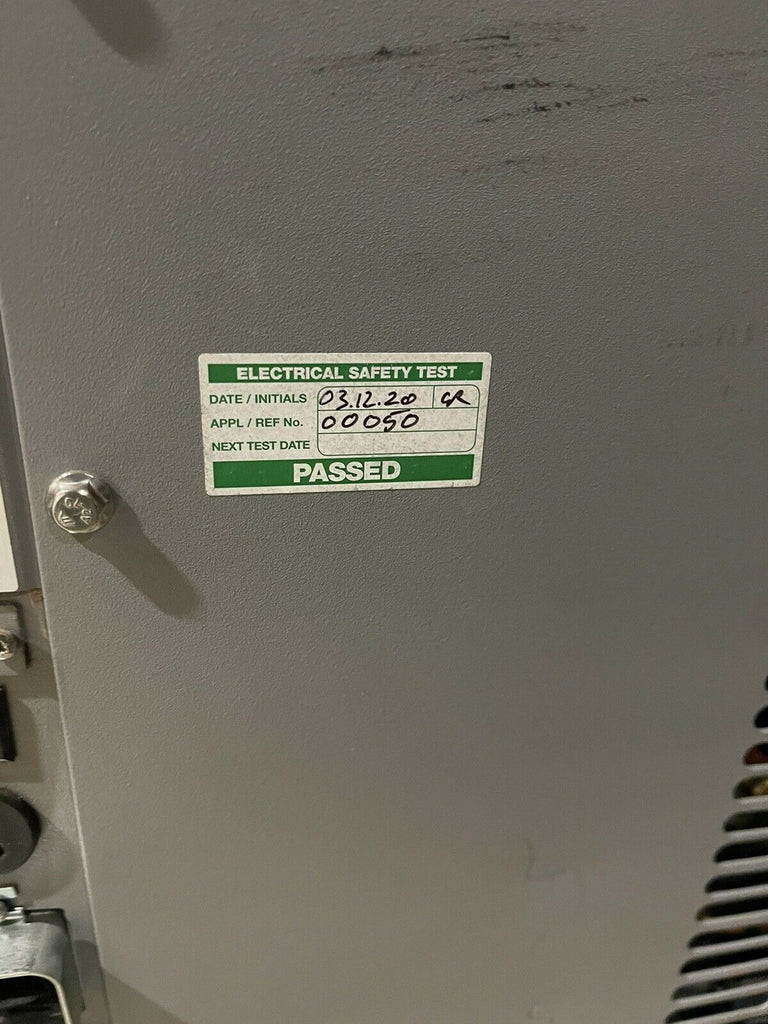 ELECTRICAL SAFETY TEST
DATE / INITIALS 03.12.20 GR
APPL / REF No. 00050
NEXT TEST DATE
PASSED